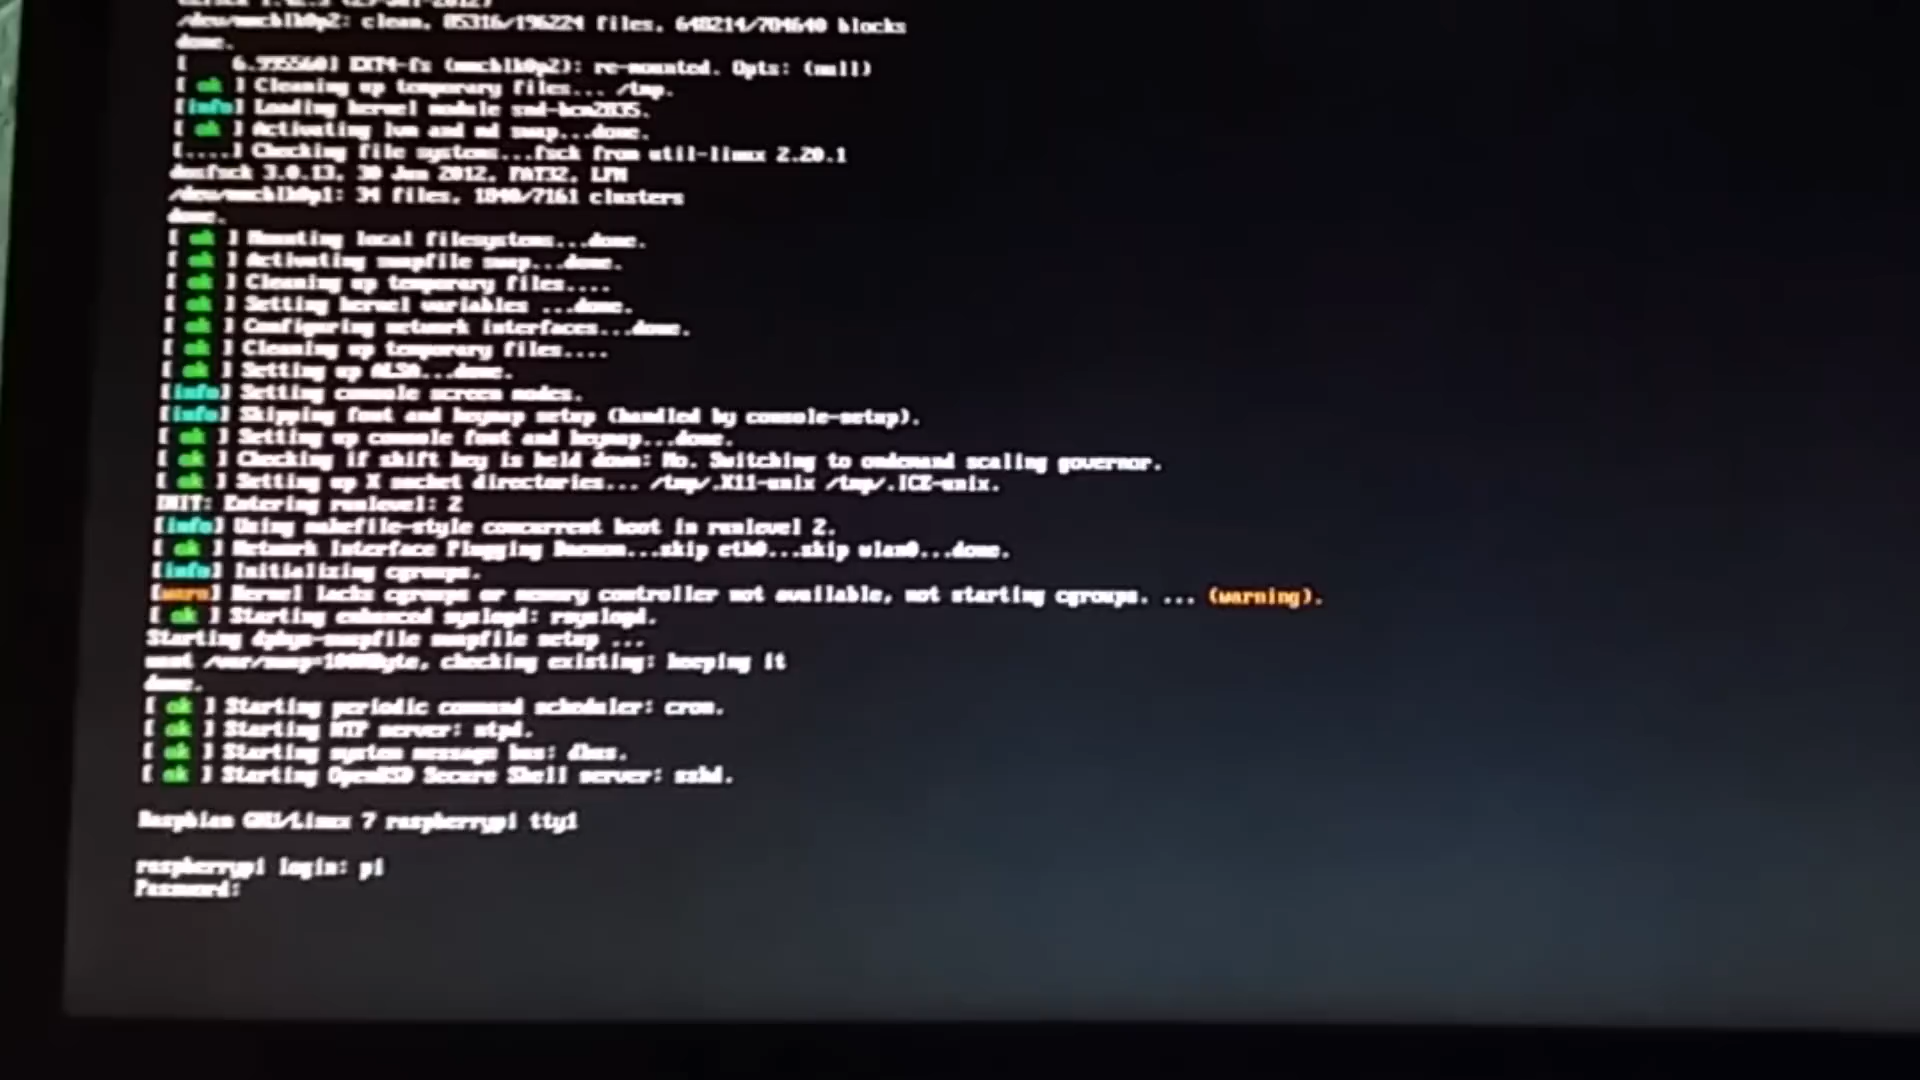 e2fsck 1.42.5 (29-Jul-2012)
/dev/mmcblk0p2: clean, 85316/196224 files, 648214/704640 blocks
done.
[    6.995560] EXT4-fs (mmcblk0p2): re-mounted. Opts: (null)
[ ok ] Cleaning up temporary files... /tmp.
[info] Loading kernel module snd-bcm2835.
[ ok ] Activating lvm and md swap...done.
[....] Checking file systems...fsck from util-linux 2.20.1
dosfsck 3.0.13, 30 Jun 2012, FAT32, LFN
/dev/mmcblk0p1: 34 files, 1840/7161 clusters
done.
[ ok ] Mounting local filesystems...done.
[ ok ] Activating swapfile swap...done.
[ ok ] Cleaning up temporary files....
[ ok ] Setting kernel variables ...done.
[ ok ] Configuring network interfaces...done.
[ ok ] Cleaning up temporary files....
[ ok ] Setting up ALSA...done.
[info] Setting console screen modes.
[info] Skipping font and keymap setup (handled by console-setup).
[ ok ] Setting up console font and keymap...done.
[ ok ] Checking if shift key is held down: No. Switching to ondemand scaling governor.
[ ok ] Setting up X socket directories... /tmp/.X11-unix /tmp/.ICE-unix.
INIT: Entering runlevel: 2
[info] Using makefile-style concurrent boot in runlevel 2.
[ ok ] Network Interface Plugging Daemon...skip eth0...skip wlan0...done.
[info] Initializing cgroups.
[warn] Kernel lacks cgroups or memory controller not available, not starting cgroups. ... (warning).
[ ok ] Starting enhanced syslogd: rsyslogd.
Starting dphys-swapfile swapfile setup ...
want /var/swap=100MByte, checking existing: keeping it
done.
[ ok ] Starting periodic command scheduler: cron.
[ ok ] Starting NTP server: ntpd.
[ ok ] Starting system message bus: dbus.
[ ok ] Starting OpenBSD Secure Shell server: sshd.
Raspbian GNU/Linux 7 raspberrypi tty1
raspberrypi login: pi
Password: